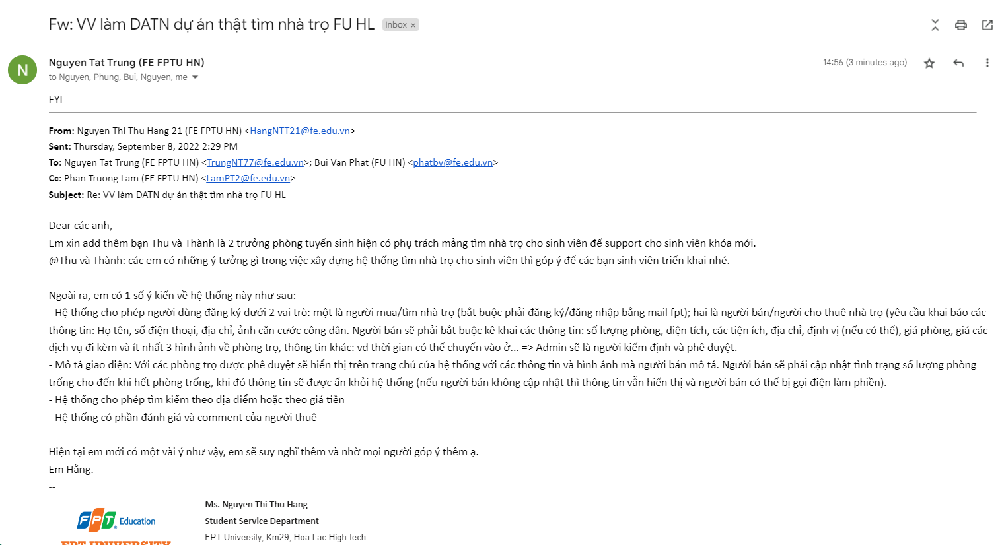 Fw: VV làm DATN dự án thật tìm nhà trọ FU HL Inbox ×
N
Nguyen Tat Trung (FE FPTU HN)
14:56 (3 minutes ago)
to Nguyen, Phung, Bui, Nguyen, me
FYI
From: Nguyen Thi Thu Hang 21 (FE FPTU HN) <HangNTT21@fe.edu.vn>
Sent: Thursday, September 8, 2022 2:29 PM
To: Nguyen Tat Trung (FE FPTU HN) <TrungNT77@fe.edu.vn>; Bui Van Phat (FU HN) <phatbv@fe.edu.vn>
Cc: Phan Truong Lam (FE FPTU HN) <LamPT2@fe.edu.vn>
Subject: Re: VV làm DATN dự án thật tìm nhà trọ FU HL
Dear các anh,
Em xin add thêm bạn Thu và Thành là 2 trưởng phòng tuyển sinh hiện có phụ trách mảng tìm nhà trọ cho sinh viên để support cho sinh viên khóa mới.
@Thu và Thành: các em có những ý tưởng gì trong việc xây dựng hệ thống tìm nhà trọ cho sinh viên thì góp ý để các bạn sinh viên triển khai nhé.
Ngoài ra, em có 1 số ý kiến về hệ thống này như sau:
- Hệ thống cho phép người dùng đăng ký dưới 2 vai trò: một là người mua/tìm nhà trọ (bắt buộc phải đăng ký/đăng nhập bằng mail fpt); hai là người bán/người cho thuê nhà trọ (yêu cầu khai báo các
thông tin: Họ tên, số điện thoại, địa chỉ, ảnh căn cước công dân. Người bán sẽ phải bắt buộc kê khai các thông tin: số lượng phòng, diện tích, các tiện ích, địa chỉ, định vị (nếu có thể), giá phòng, giá các
dịch vụ đi kèm và ít nhất 3 hình ảnh về phòng trọ, thông tin khác: vd thời gian có thể chuyển vào ở... => Admin sẽ là người kiểm định và phê duyệt.
- Mô tả giao diện: Với các phòng trọ được phê duyệt sẽ hiển thị trên trang chủ của hệ thống với các thông tin và hình ảnh mà người bán mô tả. Người bán sẽ phải cập nhật tình trạng số lượng phòng
trống cho đến khi hết phòng trống, khi đó thông tin sẽ được ẩn khỏi hệ thống (nếu người bán không cập nhật thì thông tin vẫn hiển thị và người bán có thể bị gọi điện làm phiền).
- Hệ thống cho phép tìm kiếm theo địa điểm hoặc theo giá tiền
- Hệ thống có phần đánh giá và comment của người thuê
Hiện tại em mới có một vài ý như vậy, em sẽ suy nghĩ thêm và nhờ mọi người góp ý thêm ạ.
Em Hằng.
--
FPT Education
FPT UNIVERSITY
Ms. Nguyen Thi Thu Hang
Student Service Department
FPT University, Km29, Hoa Lac High-tech